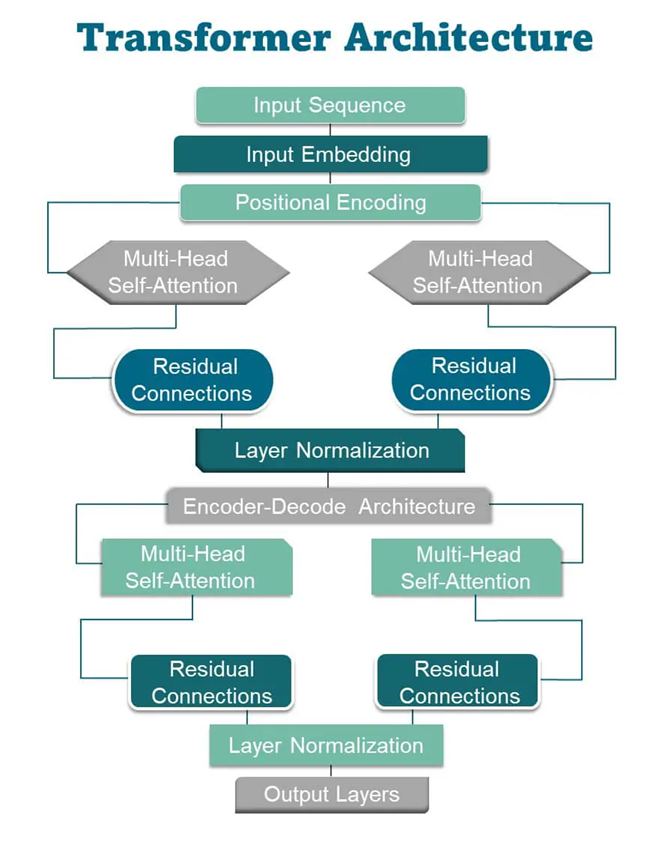 Transformer Architecture
Input Sequence
Input Embedding
Positional Encoding
Multi-Head
Self-Attention
Multi-Head
Self-Attention
Residual
Connections
Residual
Connections
Layer Normalization
Encoder-Decode Architecture
Multi-Head
Self-Attention
Multi-Head
Self-Attention
Residual
Connections
Residual
Connections
Layer Normalization
Output Layers